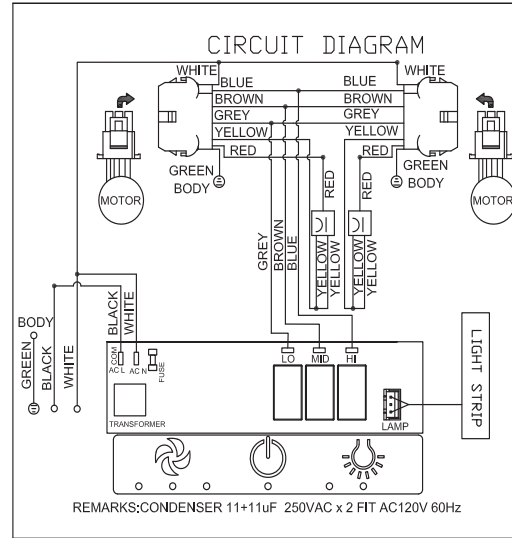 CIRCUIT DIAGRAM
WHITE
BLUE
BROWN
GREY
YELLOW
RED
GREEN
BODY
MOTOR
BLUE
WHITE
BROWN
GREY
YELLOW
RED
GREEN
BODY
MOTOR
RED
RED
YELLOW
YELLOW
YELLOW
YELLOW
GREY
BROWN
BLUE
BLACK
WHITE
BODY
GREEN
BLACK
WHITE
COM
AC L
AC N
FUSE
TRANSFORMER
LO
MID
HI
LAMP
LIGHT STRIP
REMARKS:CONDENSER 11+11uF 250VAC x 2 FIT AC120V 60Hz